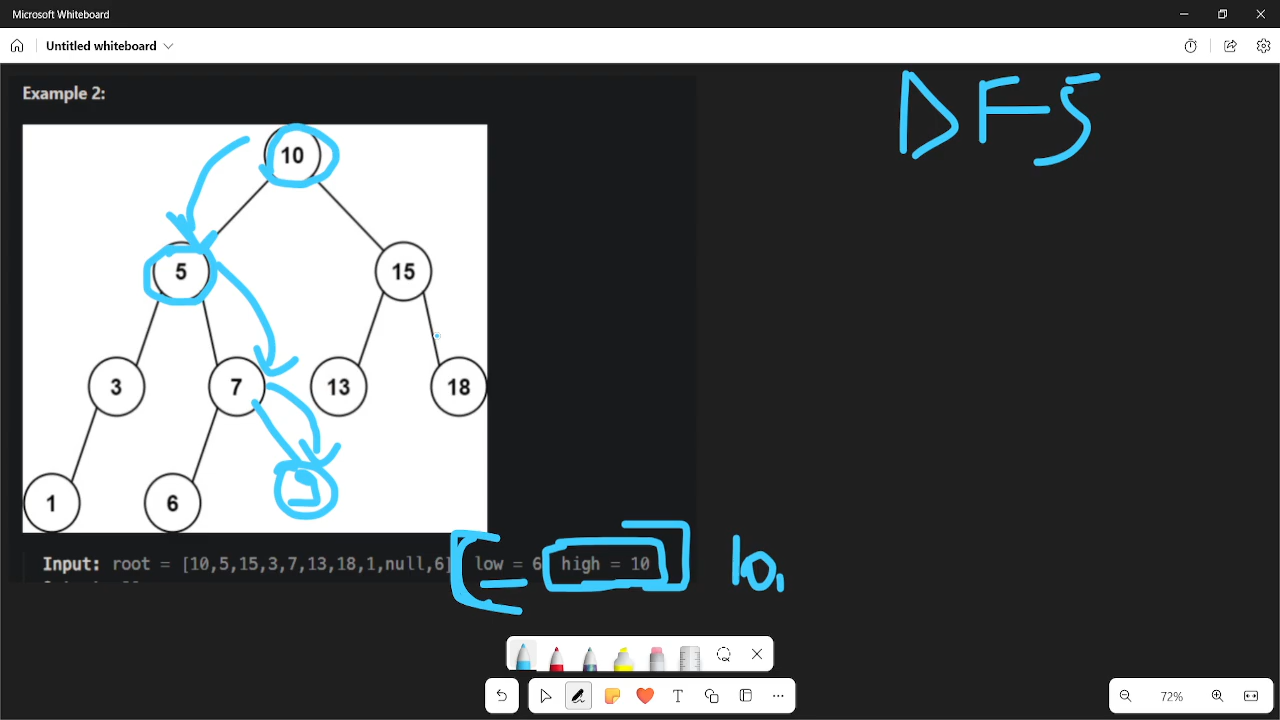 Microsoft Whiteboard
Untitled whiteboard
Example 2:
DFS
10
5
15
3
7
13
18
1
6
Input: root = [10,5,15,3,7,13,18,1,null,6] low = 6 high = 10
10,
T
72%